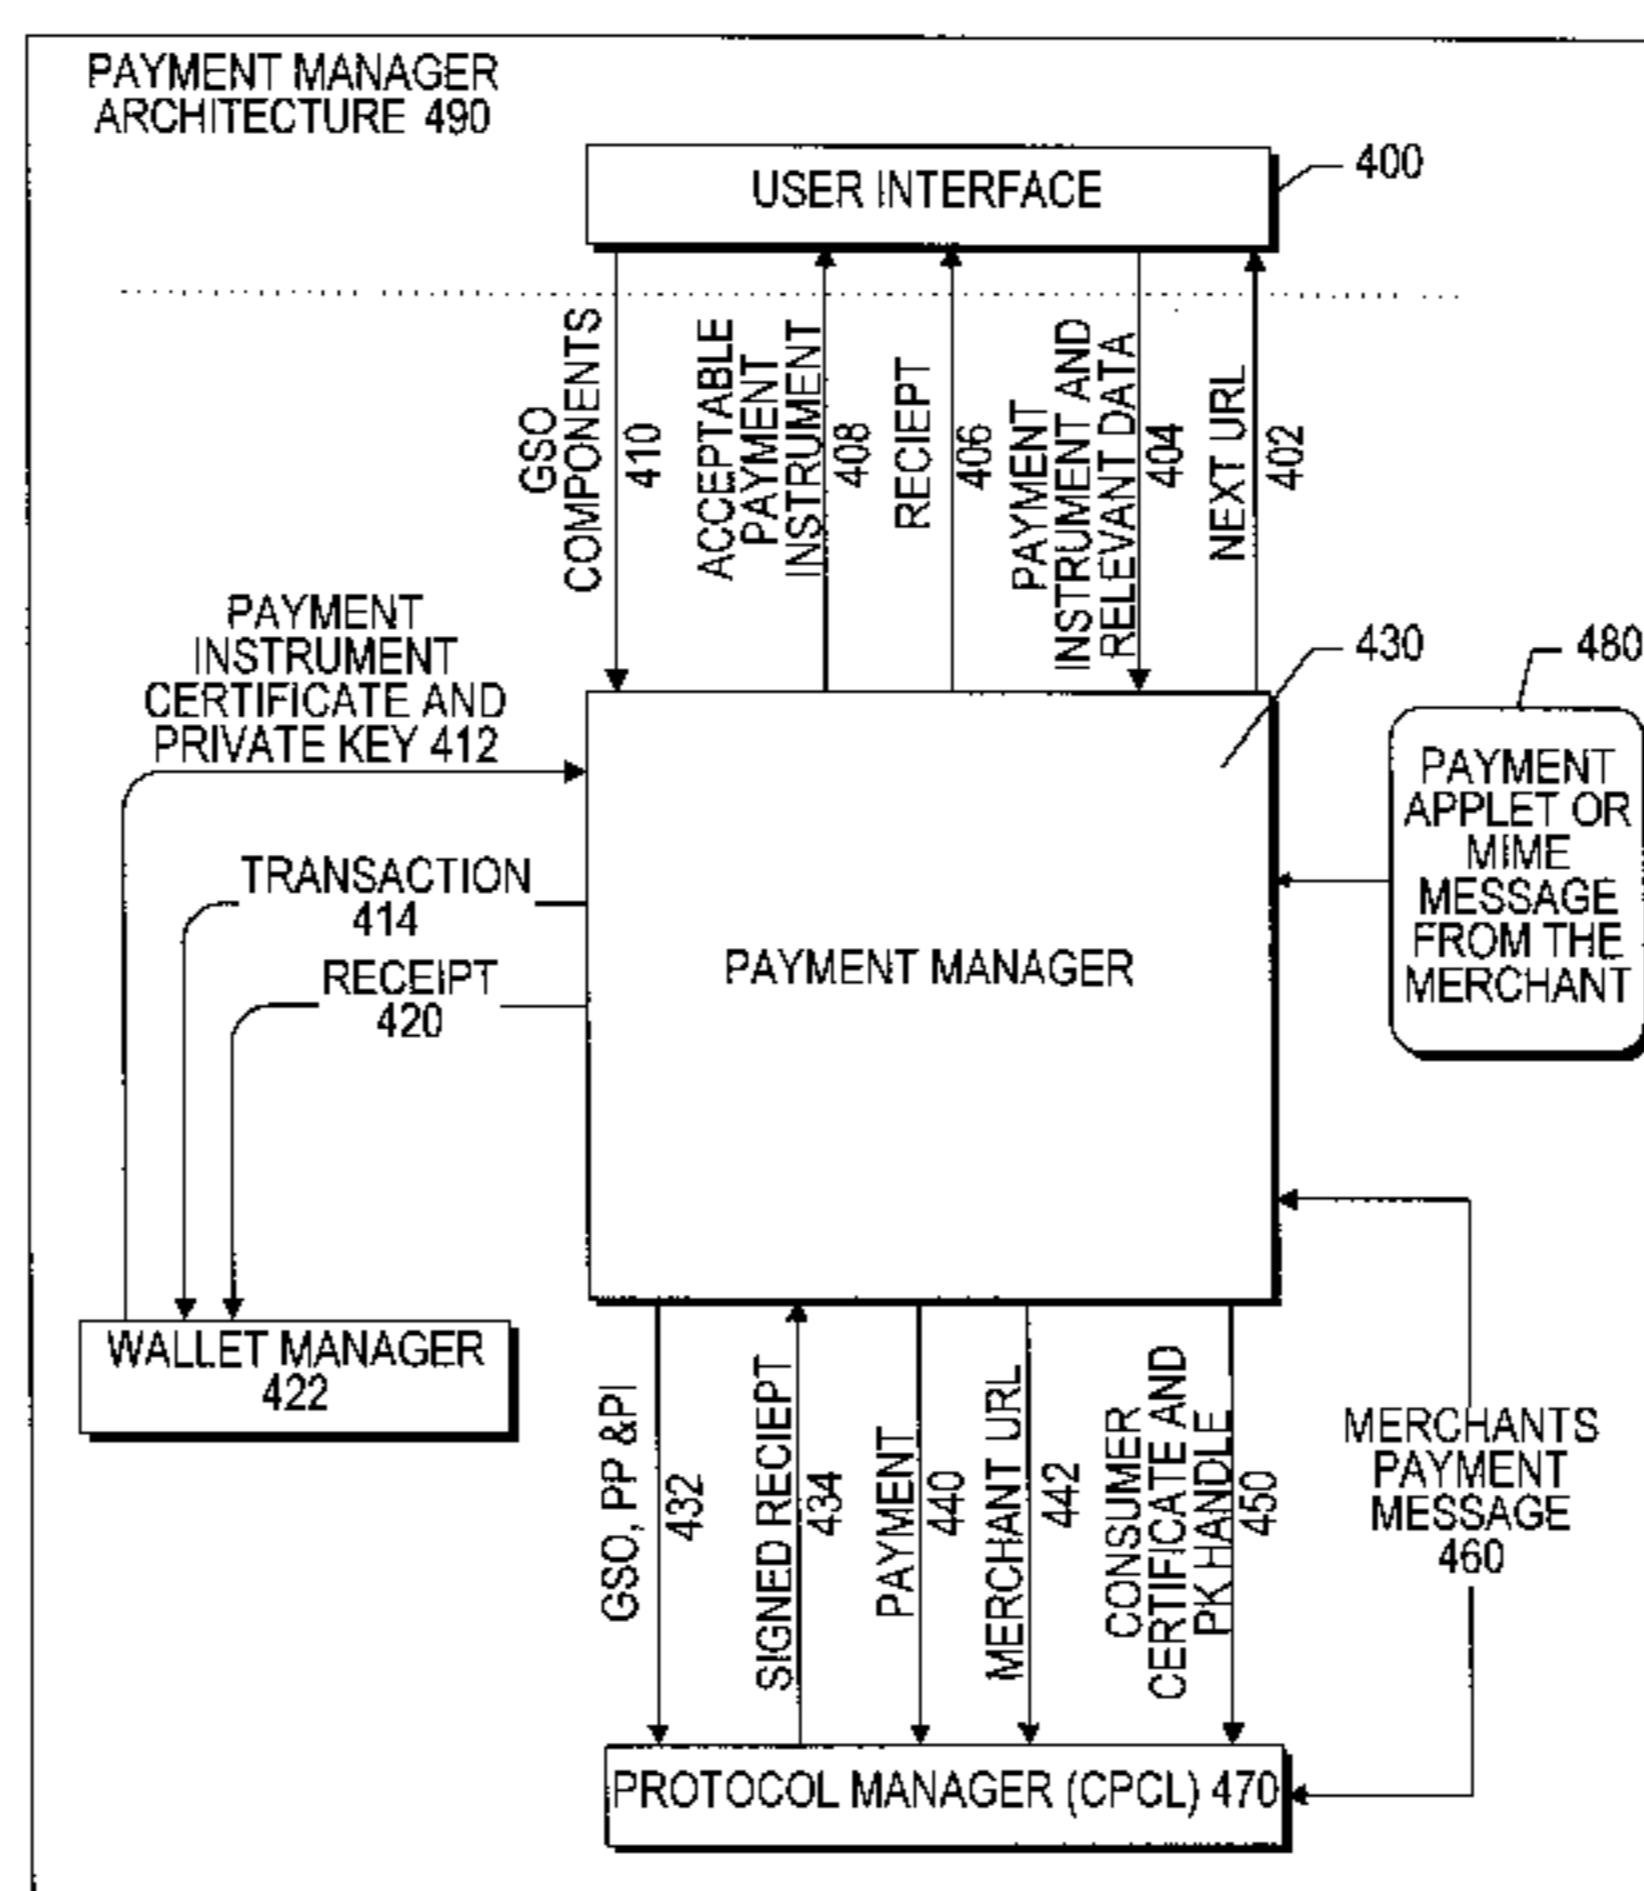 PAYMENT MANAGER
ARCHITECTURE 490
USER INTERFACE
400
GSO
COMPONENTS
410
ACCEPTABLE
PAYMENT
INSTRUMENT
408
RECIEPT
406
PAYMENT
INSTRUMENT AND
RELEVANT DATA
404
NEXT URL
402
PAYMENT
INSTRUMENT
CERTIFICATE AND
PRIVATE KEY 412
430
480
PAYMENT
APPLET OR
MIME
MESSAGE
FROM THE
MERCHANT
TRANSACTION
414
RECEIPT
420
PAYMENT MANAGER
WALLET MANAGER
422
GSO, PP &PI
432
SIGNED RECIEPT
434
PAYMENT
440
MERCHANT URL
442
CONSUMER
CERTIFICATE AND
PK HANDLE
450
MERCHANTS
PAYMENT
MESSAGE
460
PROTOCOL MANAGER (CPCL) 470